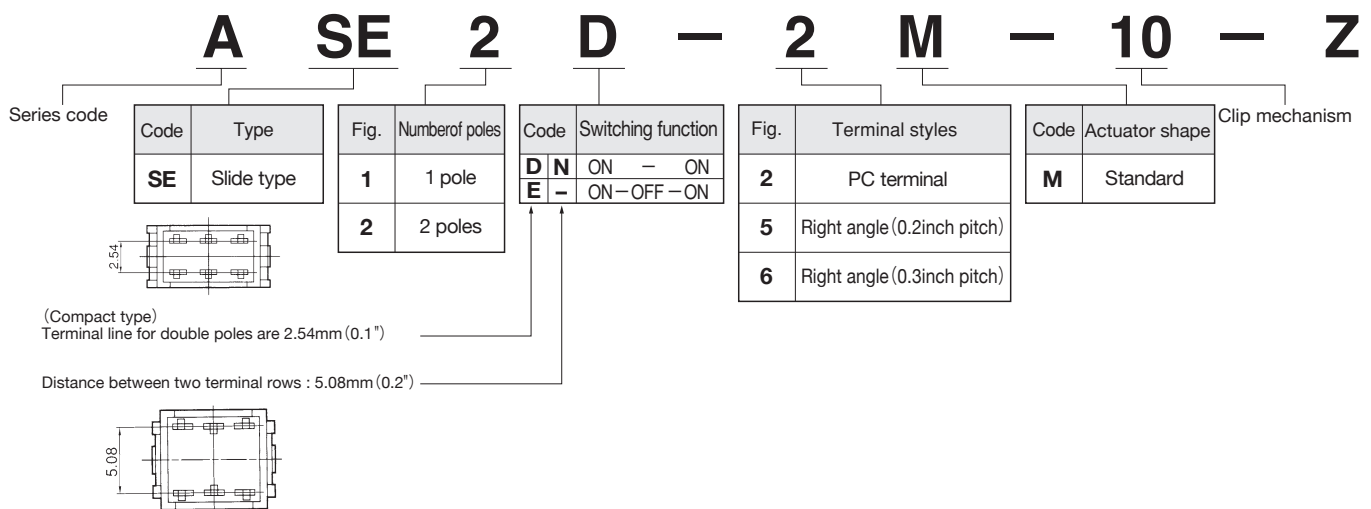 A SE 2 D － 2 M － 10 － Z
Series code
Clip mechanism
Code Type
SE Slide type
Fig. Numberof poles
1 1 pole
2 2 poles
Code Switching function
D N ON － ON
E － ON－OFF－ON
Fig. Terminal styles
2 PC terminal
5 Right angle(0.2inch pitch)
6 Right angle(0.3inch pitch)
Code Actuator shape
M Standard
2.54
(Compact type)
Terminal line for double poles are 2.54mm(0.1")
Distance between two terminal rows : 5.08mm(0.2")
5.08